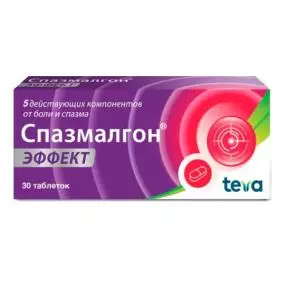 5 действующих компонентов
от боли и спазма
Спазмалгон®
ЭФФЕКТ
30 таблеток
teva